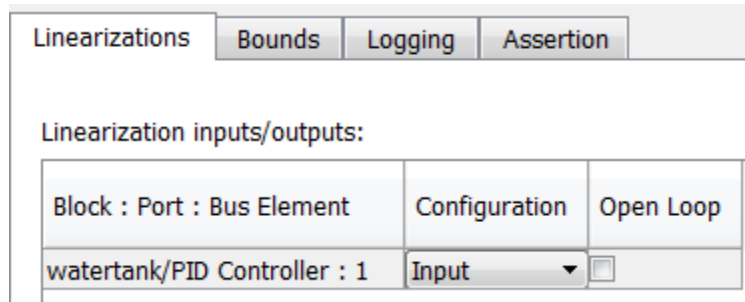 Linearizations Bounds Logging Assertion
Linearization inputs/outputs:
Block : Port : Bus Element Configuration Open Loop
watertank/PID Controller : 1 Input